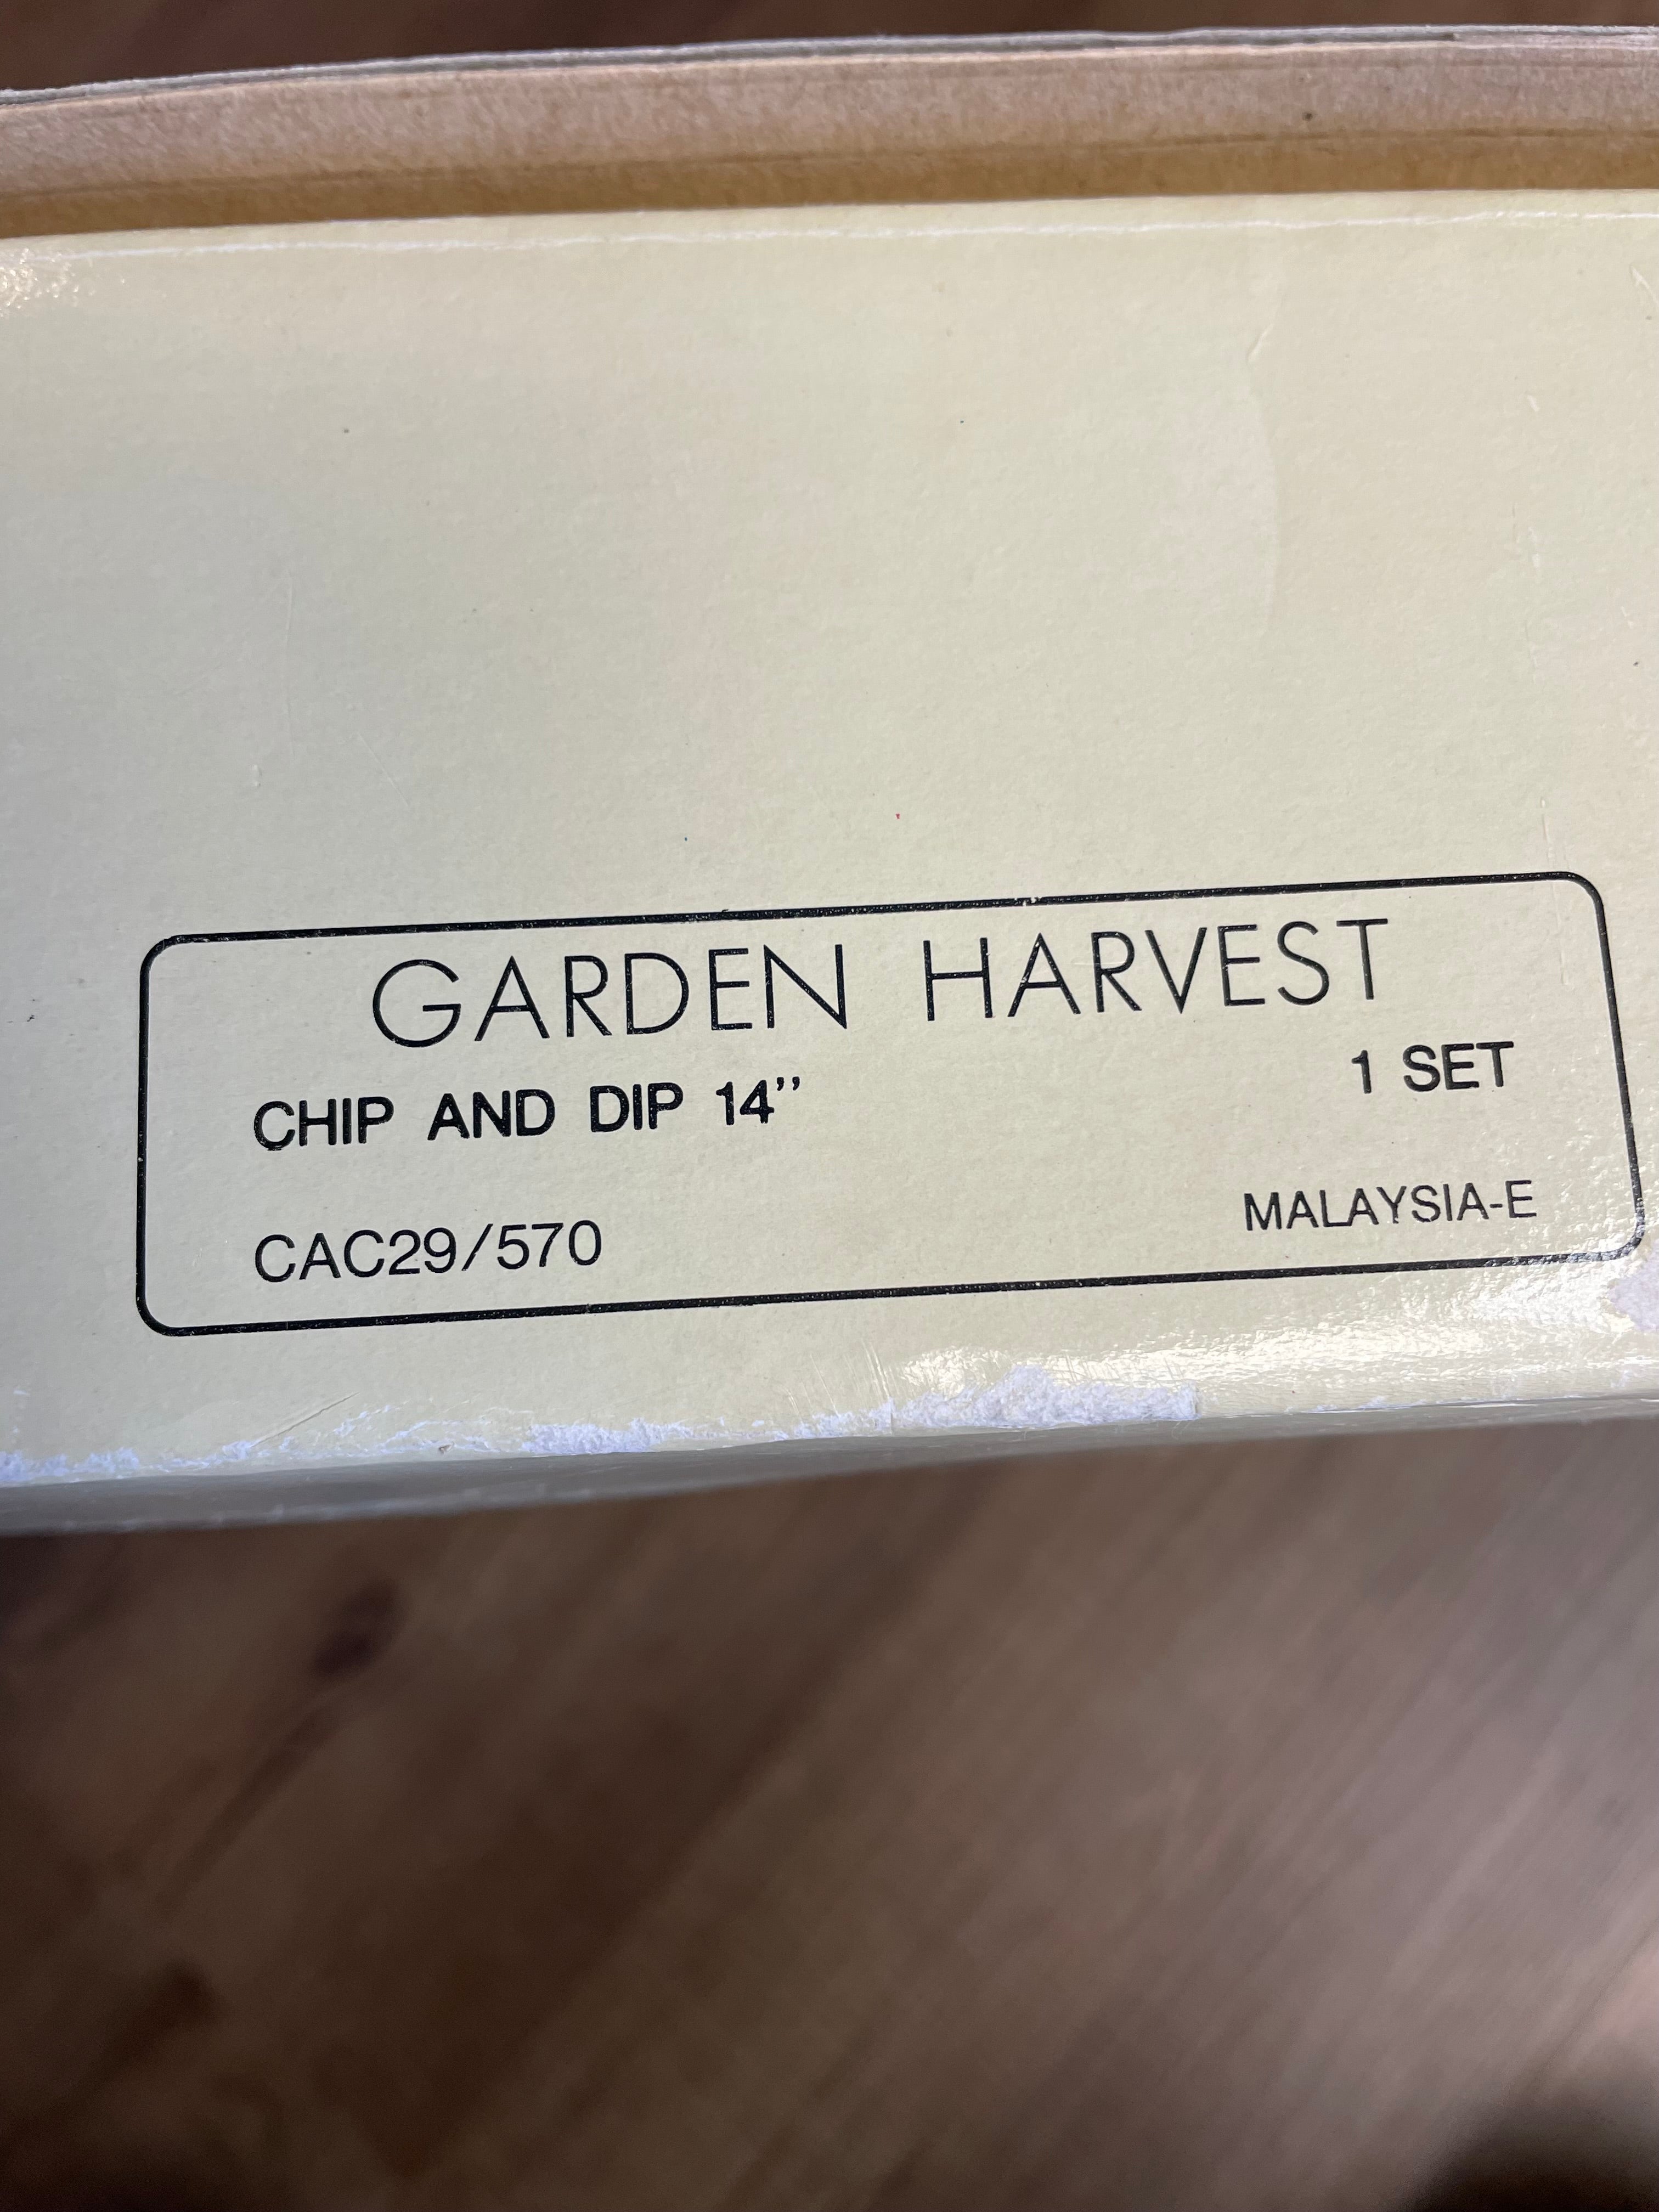 GARDEN HARVEST
CHIP AND DIP 14”
1 SET
CAC29/570
MALAYSIA-E